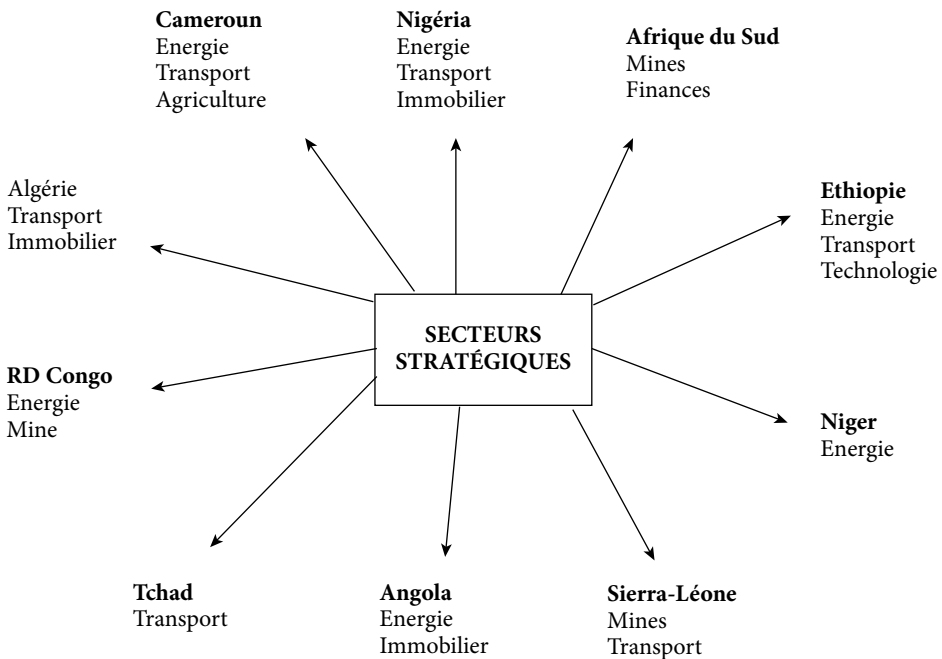 Cameroun
Energie
Transport
Agriculture
Nigéria
Energie
Transport
Immobilier
Afrique du Sud
Mines
Finances
Algérie
Transport
Immobilier
Ethiopie
Energie
Transport
Technologie
SECTEURS
STRATÉGIQUES
RD Congo
Energie
Mine
Niger
Energie
Tchad
Transport
Angola
Energie
Immobilier
Sierra-Léone
Mines
Transport